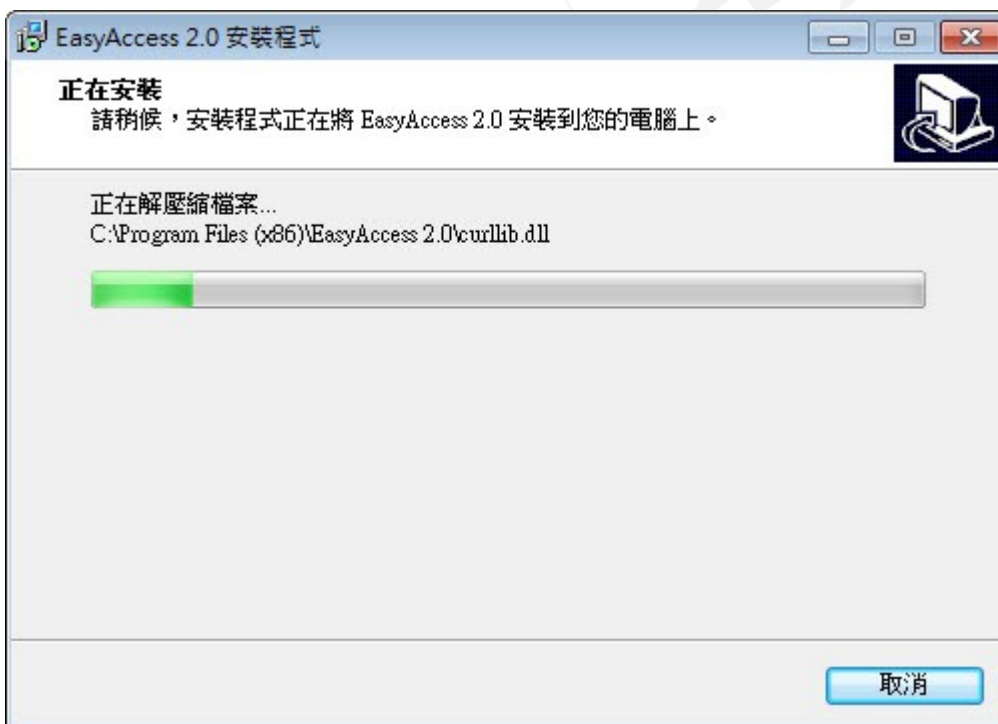 EasyAccess 2.0 安裝程式
正在安裝
請稍候，安裝程式正在將 EasyAccess 2.0 安裝到您的電腦上。
正在解壓縮檔案...
C:\Program Files (x86)\EasyAccess 2.0\curllib.dll
取消